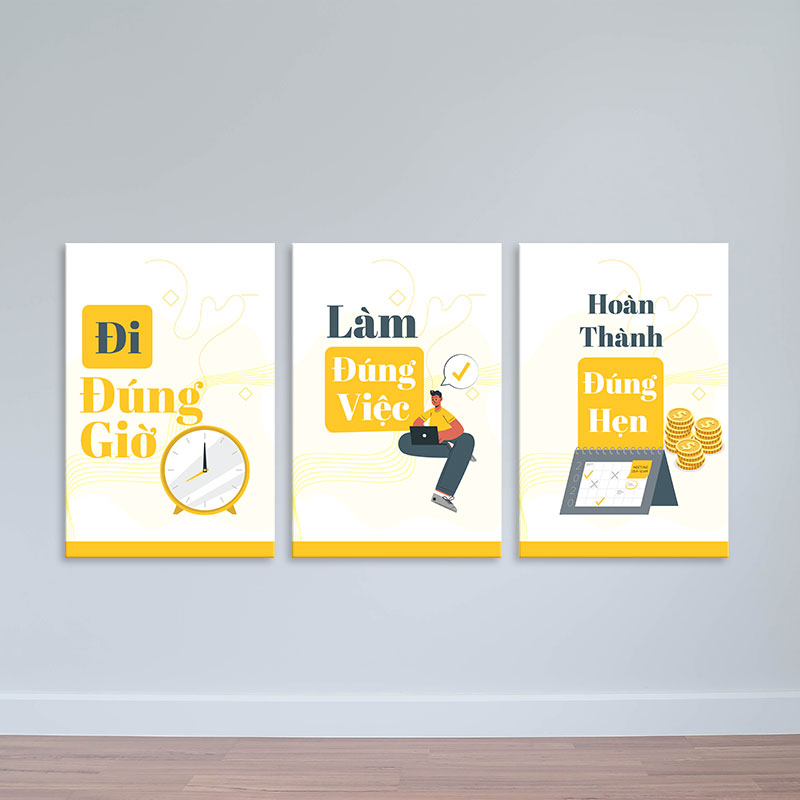 Đi
Đúng
Giờ
Làm
Đúng
Việc
Hoàn
Thành
Đúng
Hẹn